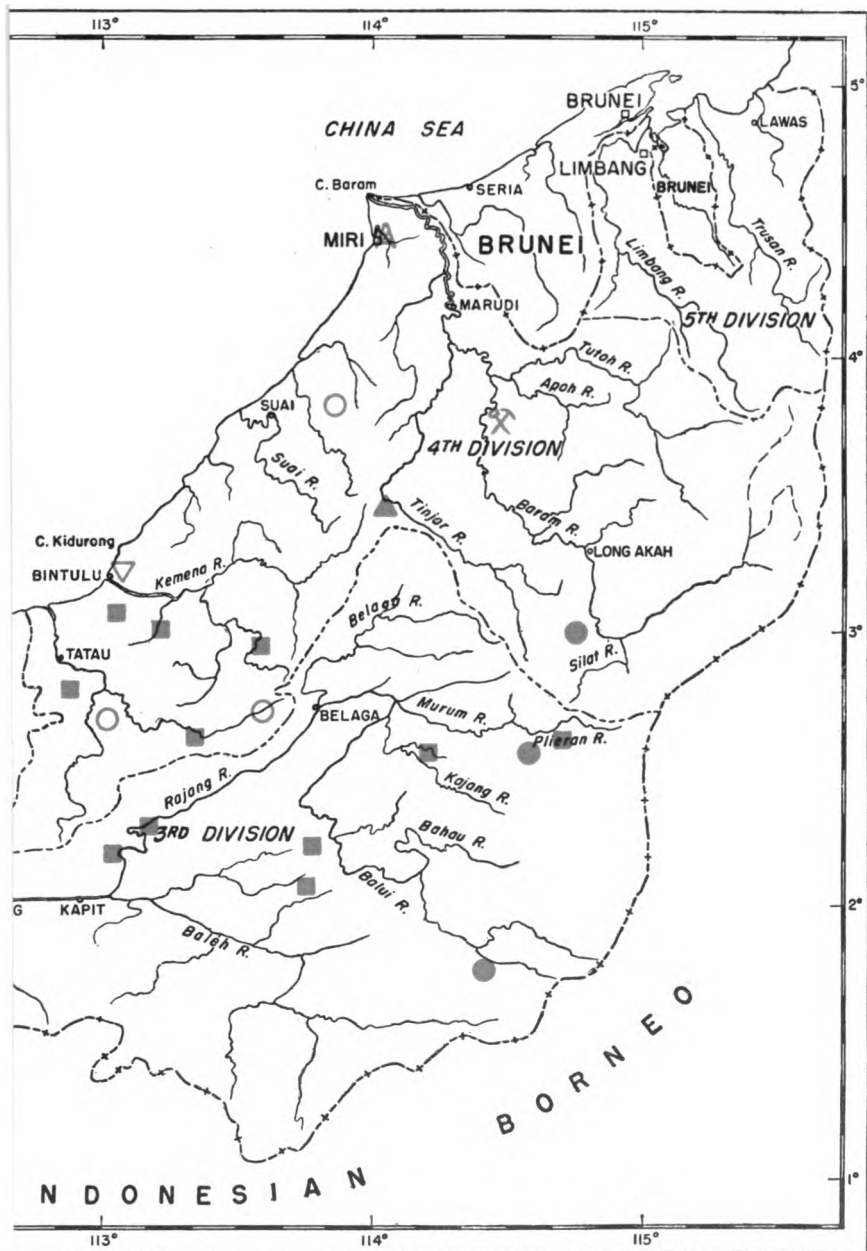 113°
114°
115°
5°
BRUNEI
LAWAS
CHINA SEA
LIMBANG
BRUNEI
C. Baram
SERIA
MIRI
BRUNEI
Limbang R.
Trusan R.
MARUDI
5TH DIVISION
4°
Tutoh R.
Apoh R.
SUAI
4TH DIVISION
Suai R.
Tinjar R.
Baram R.
LONG AKAH
C. Kidurong
BINTULU
Kemena R.
Belaga R.
3°
TATAU
Silat R.
BELAGA
Murum R.
Plieran R.
Rajang R.
Kajang R.
3RD DIVISION
Bahau R.
Balui R.
G
KAPIT
2°
Baleh R.
BORNEO
1°
NDONESIAN
113°
114°
115°